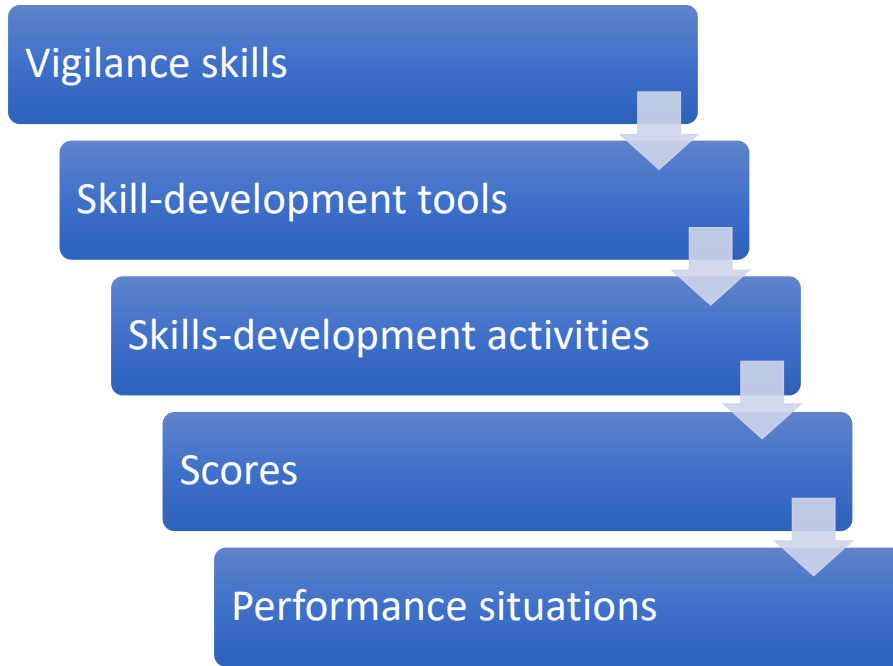 Vigilance skills
Skill-development tools
Skills-development activities
Scores
Performance situations